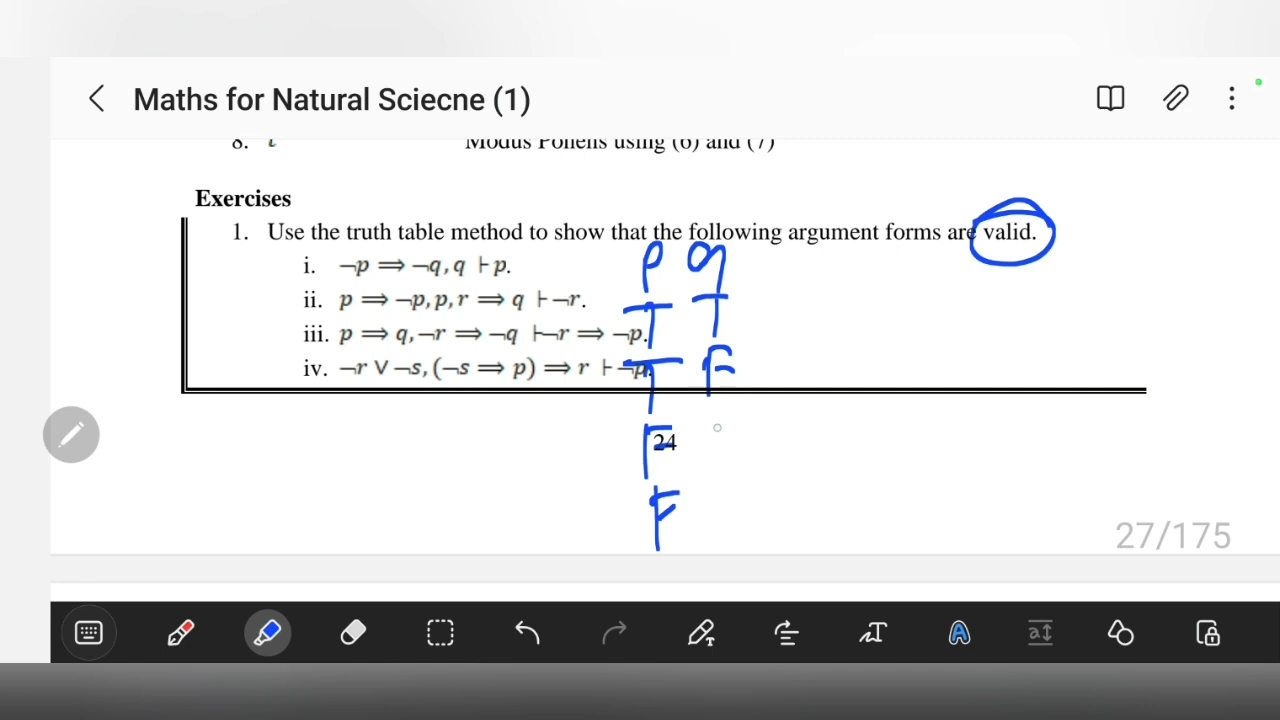 Maths for Natural Sciecne (1)
8. t Modus Ponens using (6) and (7)
Exercises
1. Use the truth table method to show that the following argument forms are valid.
i. ¬p ⟹ ¬q, q ⊢ p.
ii. p ⟹ ¬p, p, r ⟹ q ⊢ ¬r.
iii. p ⟹ q, ¬r ⟹ ¬q ⊢ ¬r ⟹ ¬p.
iv. ¬r ∨ ¬s, (¬s ⟹ p) ⟹ r ⊢ ¬p.
p q
T T
T F
F
F
24
27/175